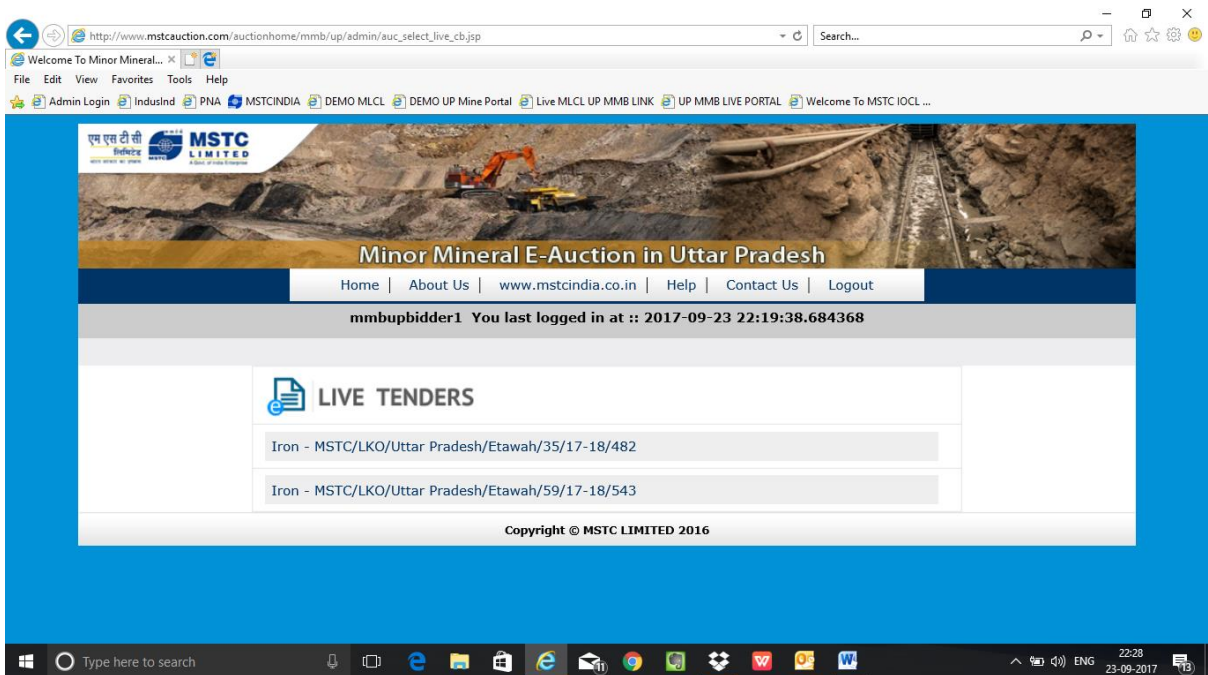 http://www.mstcauction.com/auctionhome/mmb/up/admin/auc_select_live_cb.jsp
Search...
Welcome To Minor Mineral...
File Edit View Favorites Tools Help
Admin Login IndusInd PNA MSTCINDIA DEMO MLCL DEMO UP Mine Portal Live MLCL UP MMB LINK UP MMB LIVE PORTAL Welcome To MSTC IOCL ...
एम एस टी सी MSTC
लिमिटेड LIMITED
Minor Mineral E-Auction in Uttar Pradesh
Home | About Us | www.mstcindia.co.in | Help | Contact Us | Logout
mmbupbidder1 You last logged in at :: 2017-09-23 22:19:38.684368
LIVE TENDERS
Iron - MSTC/LKO/Uttar Pradesh/Etawah/35/17-18/482
Iron - MSTC/LKO/Uttar Pradesh/Etawah/59/17-18/543
Copyright © MSTC LIMITED 2016
Type here to search
ENG
22:28
23-09-2017